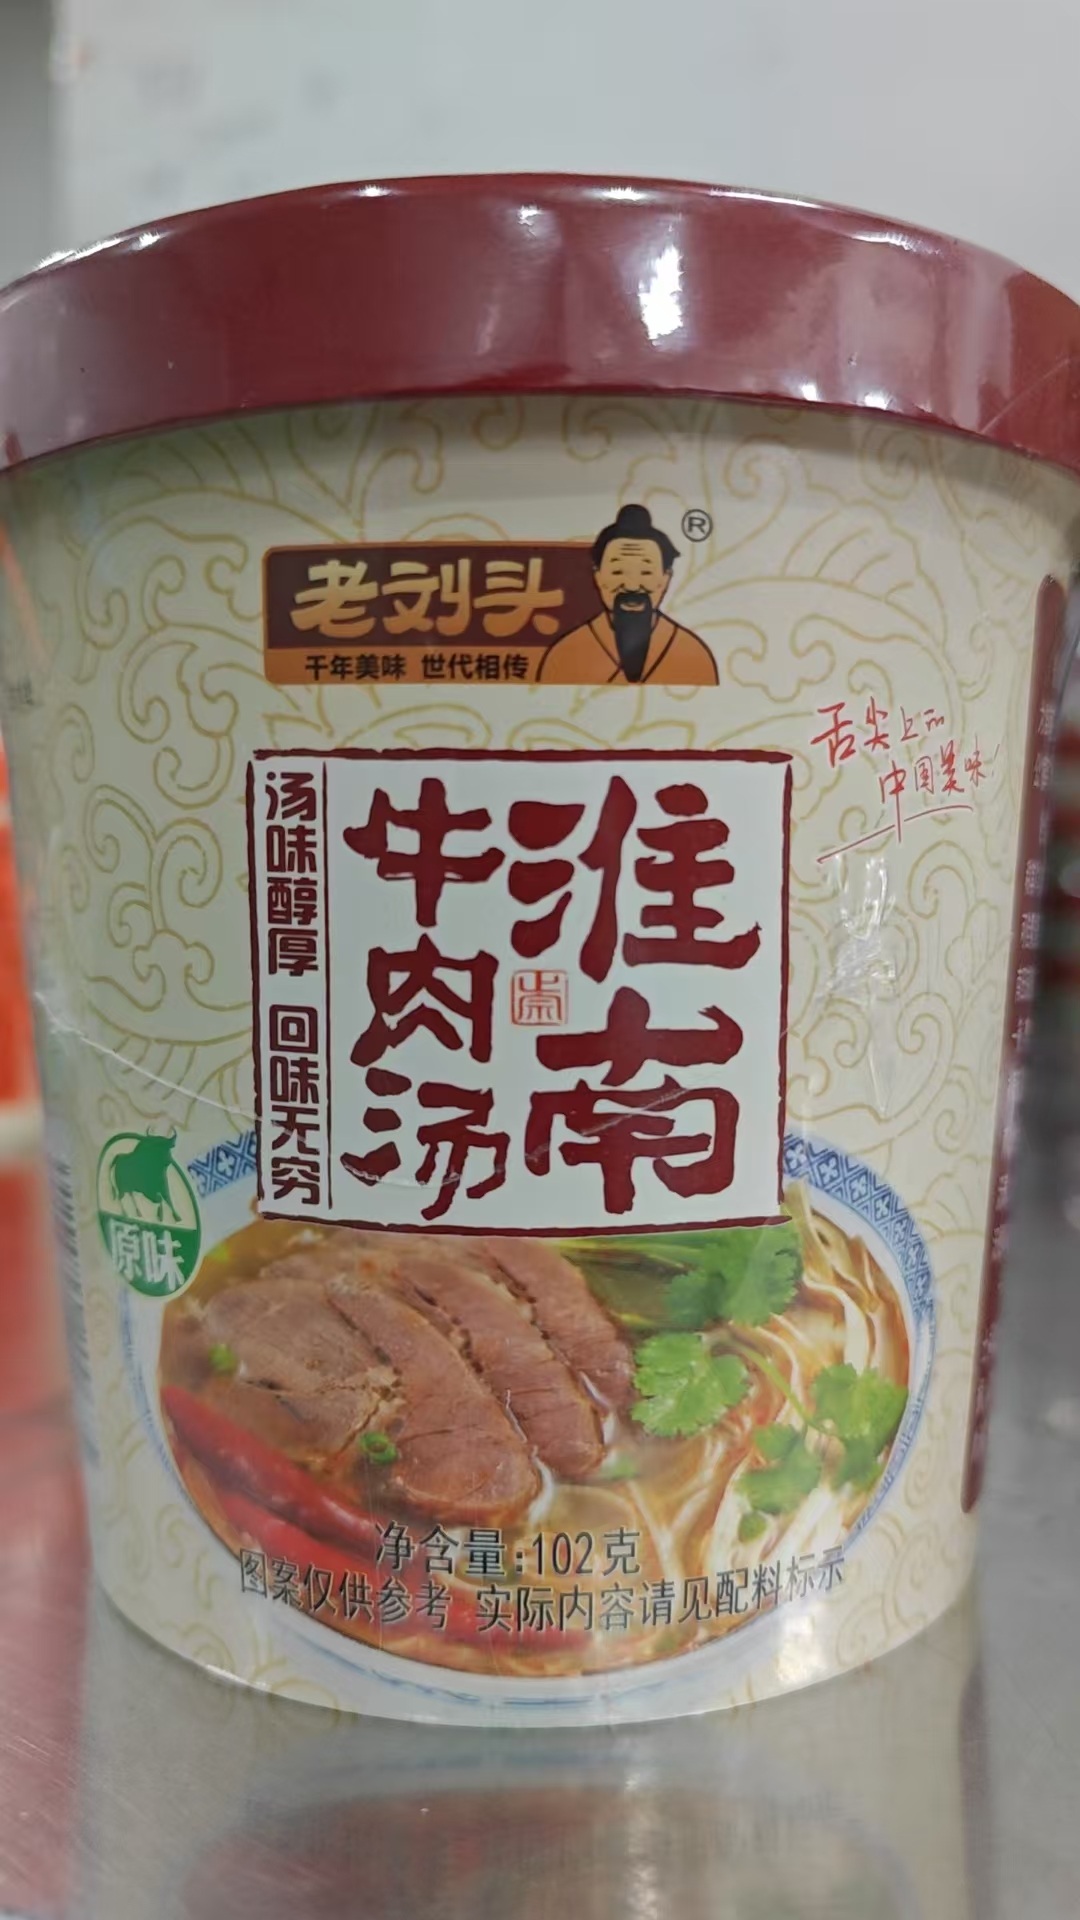 老刘头
®
千年美味 世代相传
舌尖上的
中国美味!
淮南
牛肉汤
汤味醇厚 回味无穷
原味
净含量:102克
图案仅供参考 实际内容请见配料标示